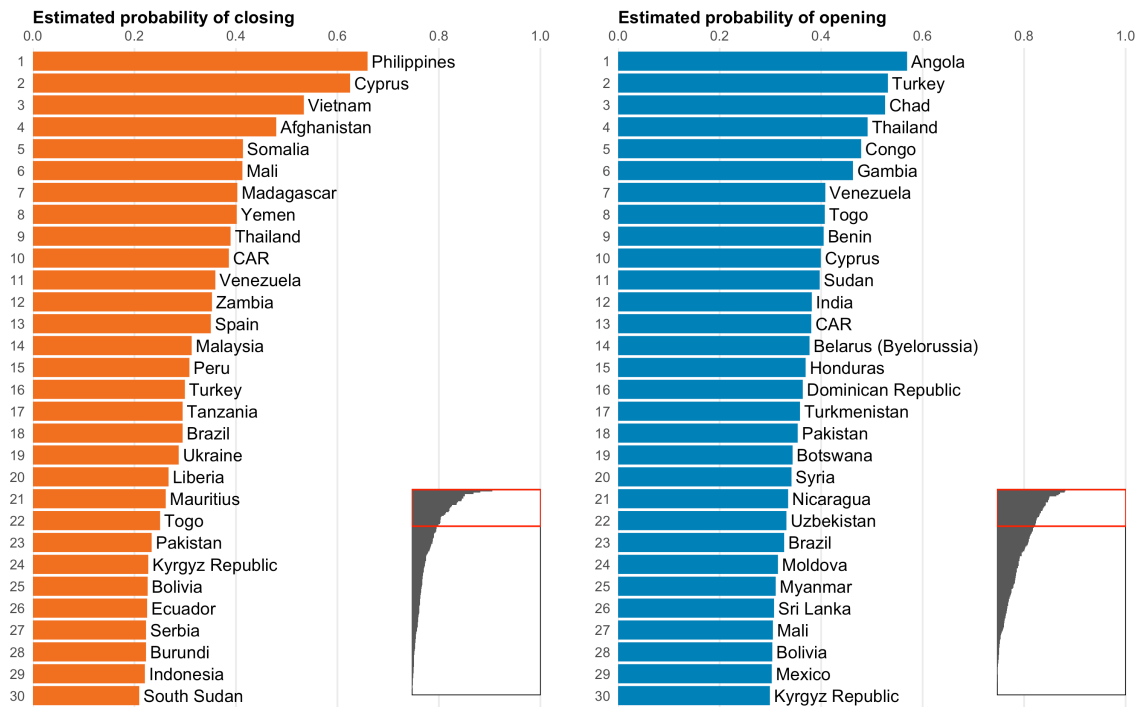 Estimated probability of closing
0.0 0.2 0.4 0.6 0.8 1.0
1 Philippines
2 Cyprus
3 Vietnam
4 Afghanistan
5 Somalia
6 Mali
7 Madagascar
8 Yemen
9 Thailand
10 CAR
11 Venezuela
12 Zambia
13 Spain
14 Malaysia
15 Peru
16 Turkey
17 Tanzania
18 Brazil
19 Ukraine
20 Liberia
21 Mauritius
22 Togo
23 Pakistan
24 Kyrgyz Republic
25 Bolivia
26 Ecuador
27 Serbia
28 Burundi
29 Indonesia
30 South Sudan
Estimated probability of opening
0.0 0.2 0.4 0.6 0.8 1.0
1 Angola
2 Turkey
3 Chad
4 Thailand
5 Congo
6 Gambia
7 Venezuela
8 Togo
9 Benin
10 Cyprus
11 Sudan
12 India
13 CAR
14 Belarus (Byelorussia)
15 Honduras
16 Dominican Republic
17 Turkmenistan
18 Pakistan
19 Botswana
20 Syria
21 Nicaragua
22 Uzbekistan
23 Brazil
24 Moldova
25 Myanmar
26 Sri Lanka
27 Mali
28 Bolivia
29 Mexico
30 Kyrgyz Republic